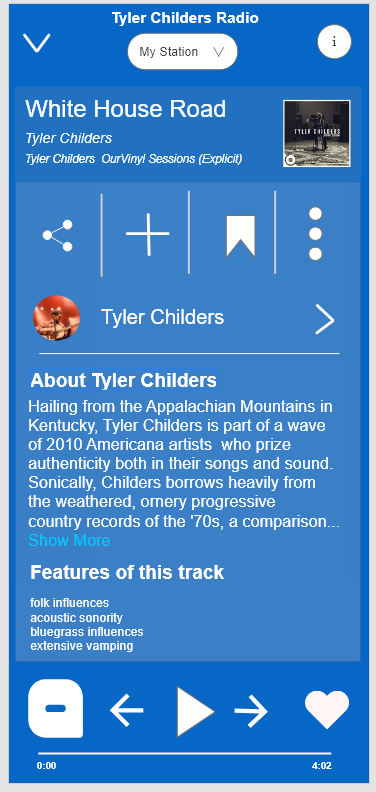 Tyler Childers Radio
My Station
i
White House Road
Tyler Childers
Tyler Childers OurVinyl Sessions (Explicit)
TYLER CHILDERS
Tyler Childers
About Tyler Childers
Hailing from the Appalachian Mountains in
Kentucky, Tyler Childers is part of a wave
of 2010 Americana artists who prize
authenticity both in their songs and sound.
Sonically, Childers borrows heavily from
the weathered, ornery progressive
country records of the '70s, a comparison...
Show More
Features of this track
folk influences
acoustic sonority
bluegrass influences
extensive vamping
0:00
4:02